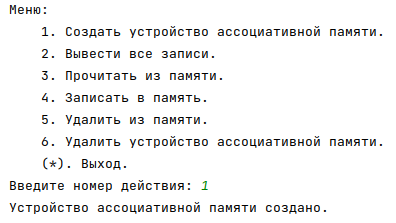 Меню:
1. Создать устройство ассоциативной памяти.
2. Вывести все записи.
3. Прочитать из памяти.
4. Записать в память.
5. Удалить из памяти.
6. Удалить устройство ассоциативной памяти.
(*). Выход.
Введите номер действия: 1
Устройство ассоциативной памяти создано.